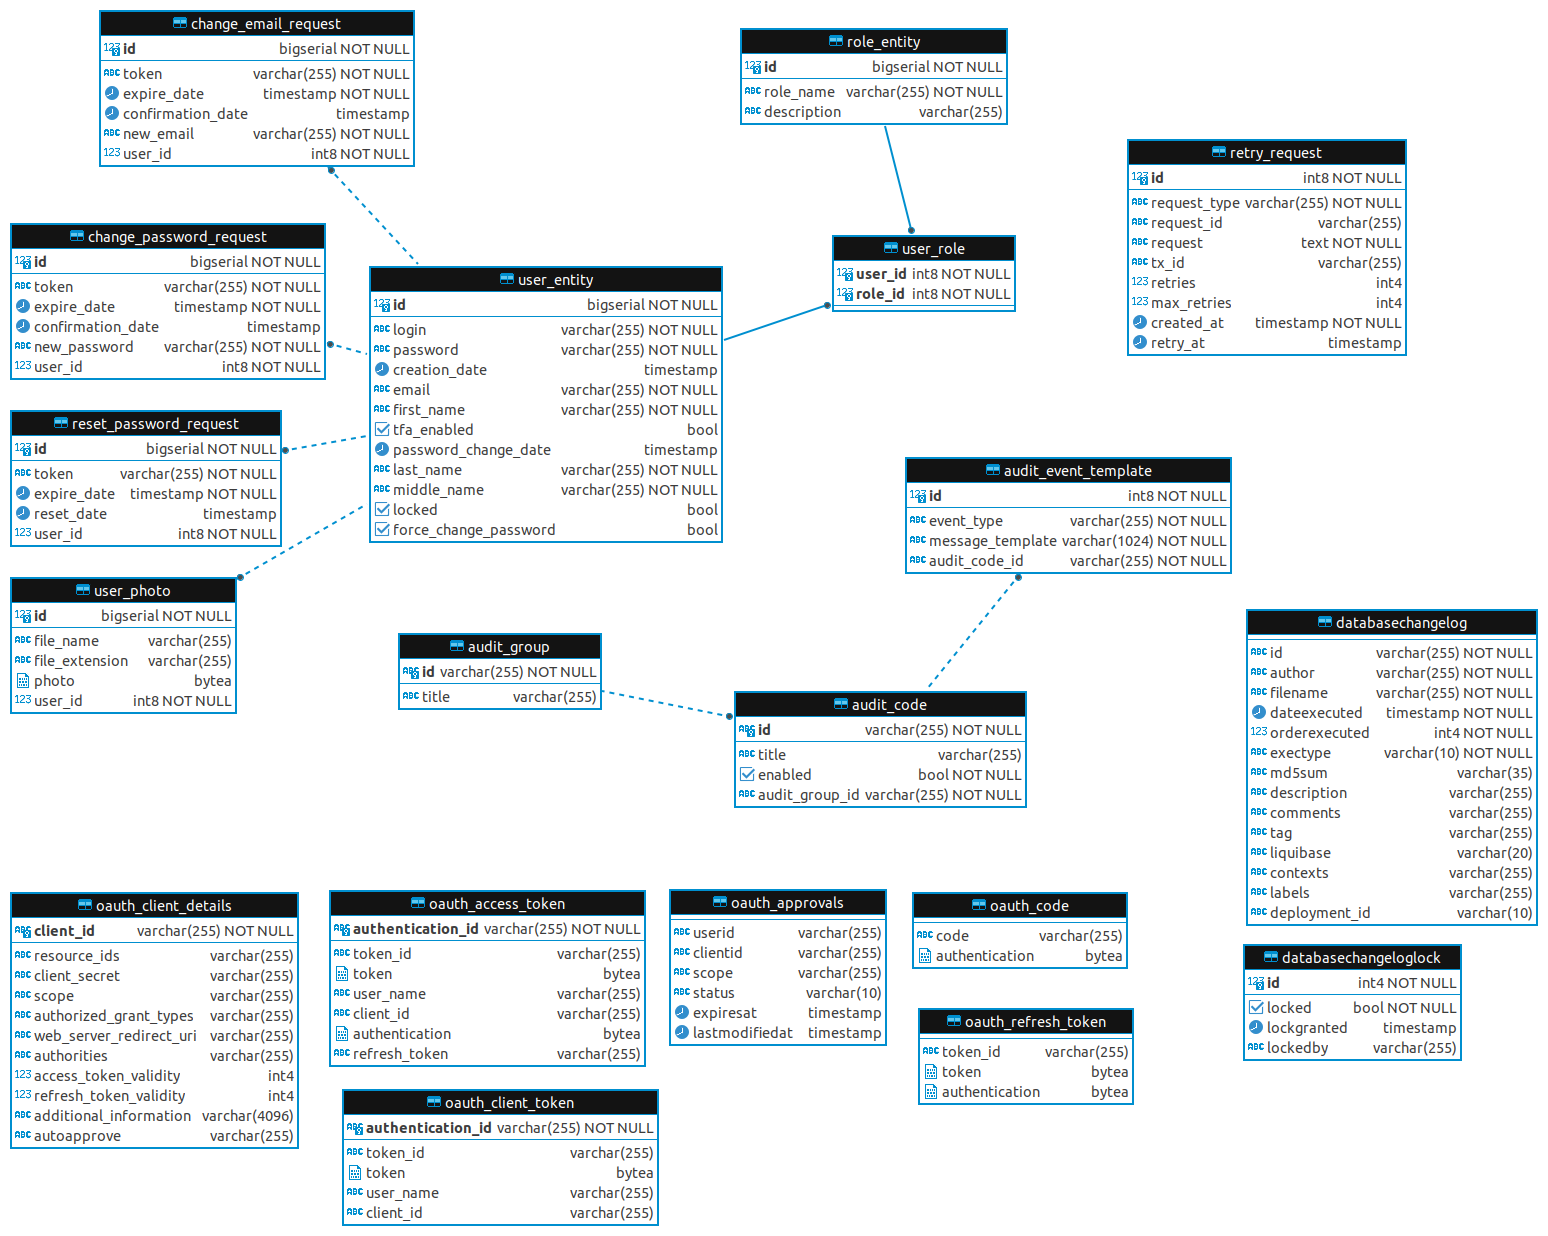 change_email_request
id bigserial NOT NULL
token varchar(255) NOT NULL
expire_date timestamp NOT NULL
confirmation_date timestamp
new_email varchar(255) NOT NULL
user_id int8 NOT NULL
role_entity
id bigserial NOT NULL
role_name varchar(255) NOT NULL
description varchar(255)
retry_request
id int8 NOT NULL
request_type varchar(255) NOT NULL
request_id varchar(255)
request text NOT NULL
tx_id varchar(255)
retries int4
max_retries int4
created_at timestamp NOT NULL
retry_at timestamp
change_password_request
id bigserial NOT NULL
token varchar(255) NOT NULL
expire_date timestamp NOT NULL
confirmation_date timestamp
new_password varchar(255) NOT NULL
user_id int8 NOT NULL
user_role
user_id int8 NOT NULL
role_id int8 NOT NULL
user_entity
id bigserial NOT NULL
login varchar(255) NOT NULL
password varchar(255) NOT NULL
creation_date timestamp
email varchar(255) NOT NULL
first_name varchar(255) NOT NULL
tfa_enabled bool
password_change_date timestamp
last_name varchar(255) NOT NULL
middle_name varchar(255) NOT NULL
locked bool
force_change_password bool
reset_password_request
id bigserial NOT NULL
token varchar(255) NOT NULL
expire_date timestamp NOT NULL
reset_date timestamp
user_id int8 NOT NULL
audit_event_template
id int8 NOT NULL
event_type varchar(255) NOT NULL
message_template varchar(1024) NOT NULL
audit_code_id varchar(255) NOT NULL
user_photo
id bigserial NOT NULL
file_name varchar(255)
file_extension varchar(255)
photo bytea
user_id int8 NOT NULL
audit_group
id varchar(255) NOT NULL
title varchar(255)
audit_code
id varchar(255) NOT NULL
title varchar(255)
enabled bool NOT NULL
audit_group_id varchar(255) NOT NULL
databasechangelog
id varchar(255) NOT NULL
author varchar(255) NOT NULL
filename varchar(255) NOT NULL
dateexecuted timestamp NOT NULL
orderexecuted int4 NOT NULL
exectype varchar(10) NOT NULL
md5sum varchar(35)
description varchar(255)
comments varchar(255)
tag varchar(255)
liquibase varchar(20)
contexts varchar(255)
labels varchar(255)
deployment_id varchar(10)
oauth_client_details
client_id varchar(255) NOT NULL
resource_ids varchar(255)
client_secret varchar(255)
scope varchar(255)
authorized_grant_types varchar(255)
web_server_redirect_uri varchar(255)
authorities varchar(255)
access_token_validity int4
refresh_token_validity int4
additional_information varchar(4096)
autoapprove varchar(255)
oauth_access_token
authentication_id varchar(255) NOT NULL
token_id varchar(255)
token bytea
user_name varchar(255)
client_id varchar(255)
authentication bytea
refresh_token varchar(255)
oauth_approvals
userid varchar(255)
clientid varchar(255)
scope varchar(255)
status varchar(10)
expiresat timestamp
lastmodifiedat timestamp
oauth_code
code varchar(255)
authentication bytea
databasechangeloglock
id int4 NOT NULL
locked bool NOT NULL
lockgranted timestamp
lockedby varchar(255)
oauth_refresh_token
token_id varchar(255)
token bytea
authentication bytea
oauth_client_token
authentication_id varchar(255) NOT NULL
token_id varchar(255)
token bytea
user_name varchar(255)
client_id varchar(255)